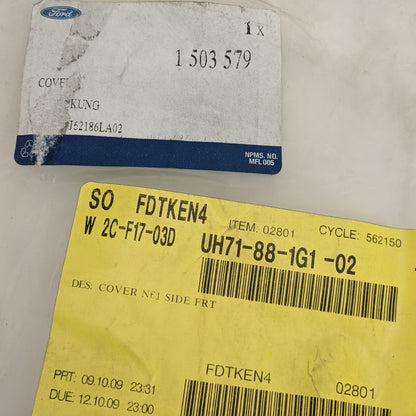 Ford
1 X
1 503 579
COVE
KUNG
J62186LA02
NPMS. NO.
MFL 005
SO FDTKEN4
ITEM: 02801 CYCLE: 562150
W 2C-F17-03D UH71-88-1G1-02
DES: COVER N\u00ba1 SIDE FRT
FDTKEN4 02801
PRT: 09.10.09 23:31
DUE: 12.10.09 23:00